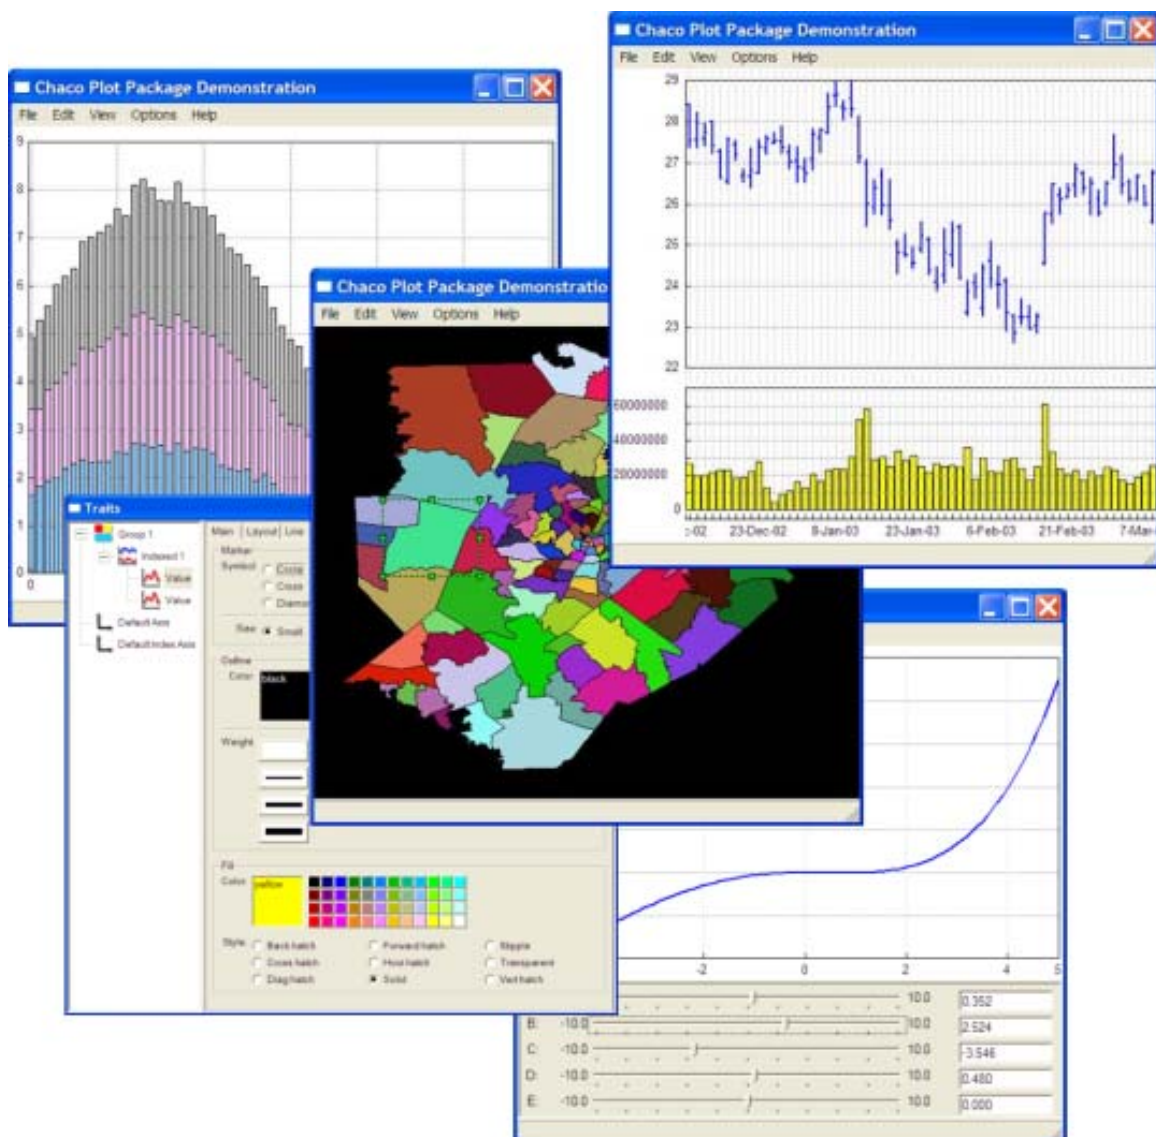 Chaco Plot Package Demonstration
File Edit View Options Help
9
8
7
6
5
4
3
2
1
0
0
Chaco Plot Package Demonstration
File Edit View Options Help
29
28
27
26
25
24
23
22
60000000
40000000
20000000
0
23-Dec-02 8-Jan-03 23-Jan-03 6-Feb-03 21-Feb-03
Chaco Plot Package Demonstratio
File Edit View Options Help
Traits
Group 1
Indexed 1
Value
Value
Default Axis
Default Index Axis
Main Layout Line
Marker
Symbol: Circle
Cross
Diamon
Size: Small
Outline
Color: black
Weight:
Fill
Color: yellow
Style: Back hatch Forward hatch Stipple
Cross hatch Horiz hatch Transparent
Diag hatch Solid Vert hatch
-2 0 2 4 5
10.0 0.352
B: -10.0 10.0 2.524
C: -10.0 10.0 -3.546
D: -10.0 10.0 0.480
E: -10.0 10.0 0.000